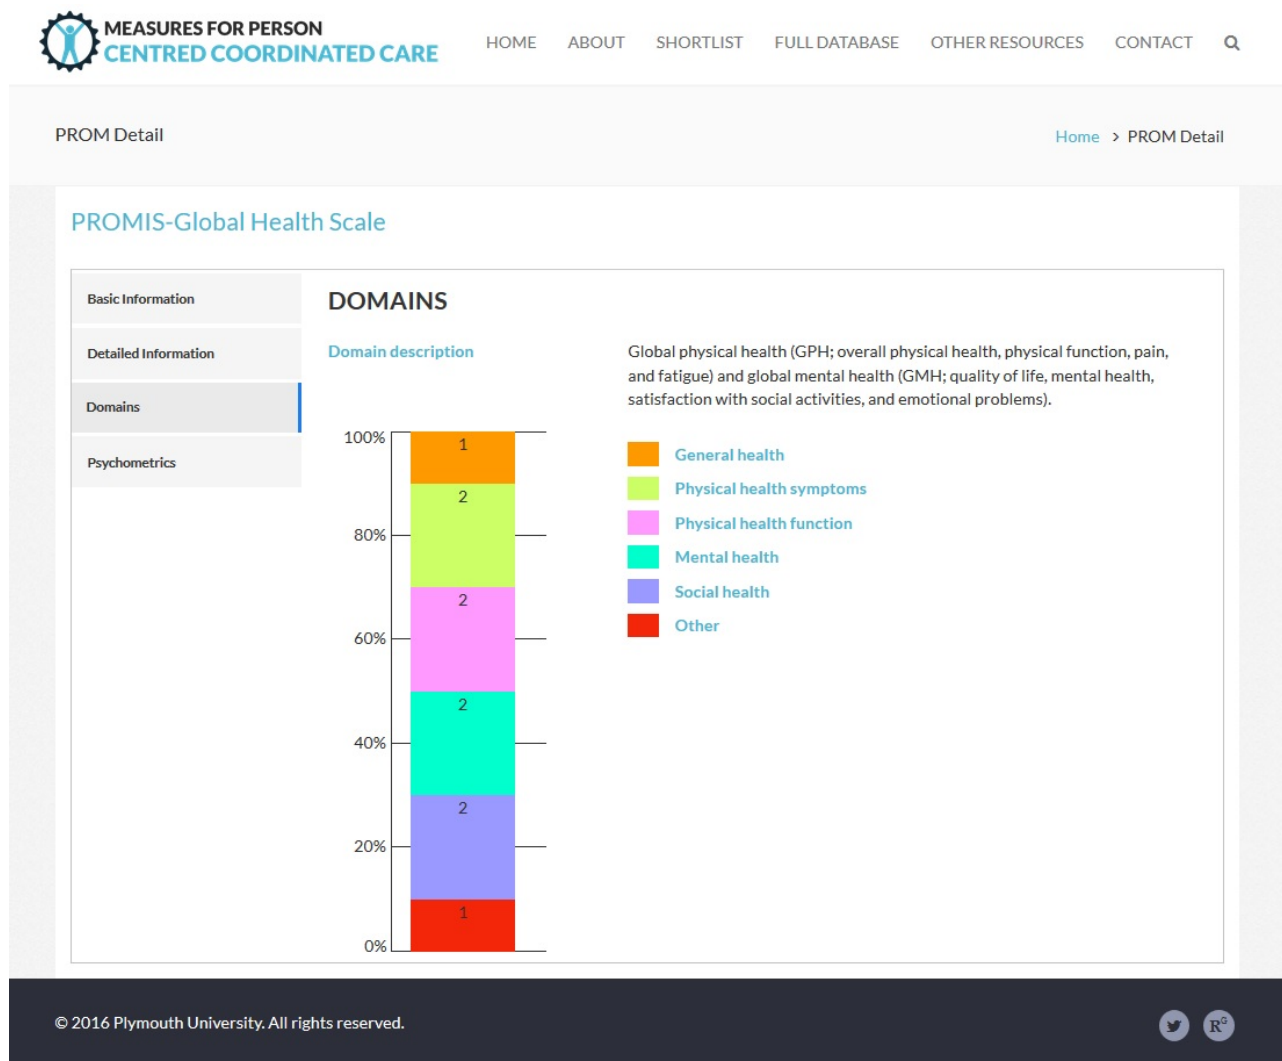 MEASURES FOR PERSON
CENTRED COORDINATED CARE
HOME ABOUT SHORTLIST FULL DATABASE OTHER RESOURCES CONTACT
PROM Detail
Home > PROM Detail
PROMIS-Global Health Scale
Basic Information
Detailed Information
Domains
Psychometrics
DOMAINS
Domain description
Global physical health (GPH; overall physical health, physical function, pain,
and fatigue) and global mental health (GMH; quality of life, mental health,
satisfaction with social activities, and emotional problems).
100%
80%
60%
40%
20%
0%
1
2
2
2
2
1
General health
Physical health symptoms
Physical health function
Mental health
Social health
Other
© 2016 Plymouth University. All rights reserved.
RG